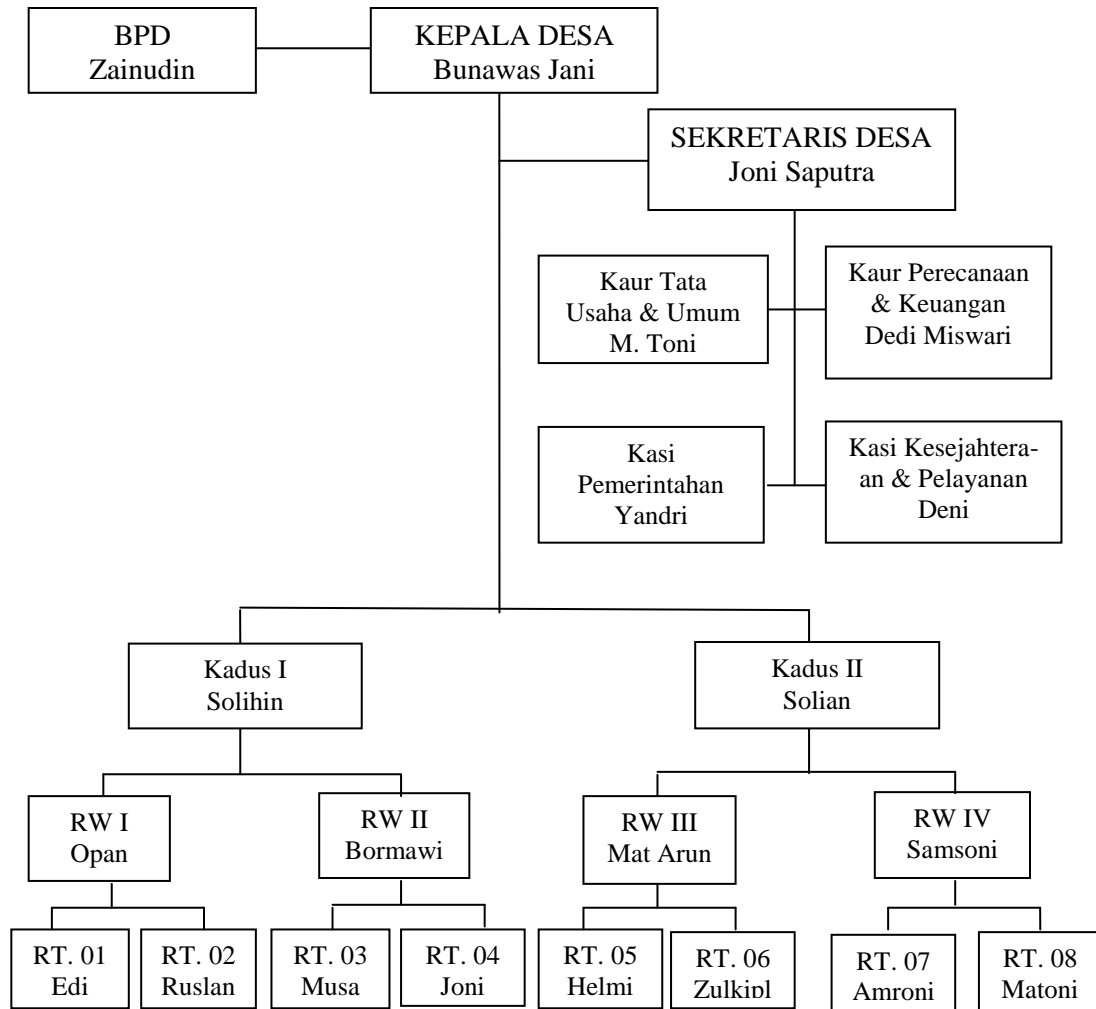 BPD
Zainudin
KEPALA DESA
Bunawas Jani
SEKRETARIS DESA
Joni Saputra
Kaur Tata
Usaha & Umum
M. Toni
Kaur Perecanaan
& Keuangan
Dedi Miswari
Kasi
Pemerintahan
Yandri
Kasi Kesejahtera-
an & Pelayanan
Deni
Kadus I
Solihin
Kadus II
Solian
RW I
Opan
RW II
Bormawi
RW III
Mat Arun
RW IV
Samsoni
RT. 01
Edi
RT. 02
Ruslan
RT. 03
Musa
RT. 04
Joni
RT. 05
Helmi
RT. 06
Zulkipl
RT. 07
Amroni
RT. 08
Matoni